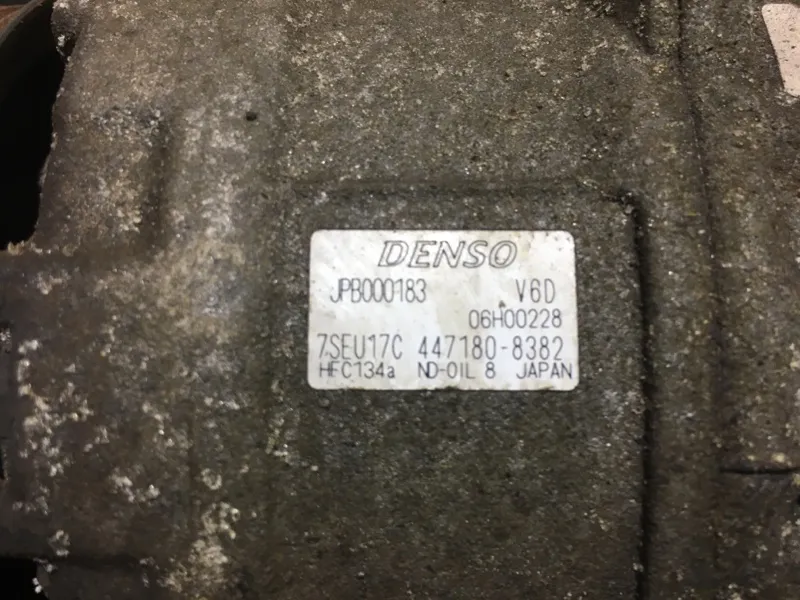 DENSO
JPB000183 V6D
06H00228
7SEU17C 447180-8382
HFC134a ND-OIL 8 JAPAN